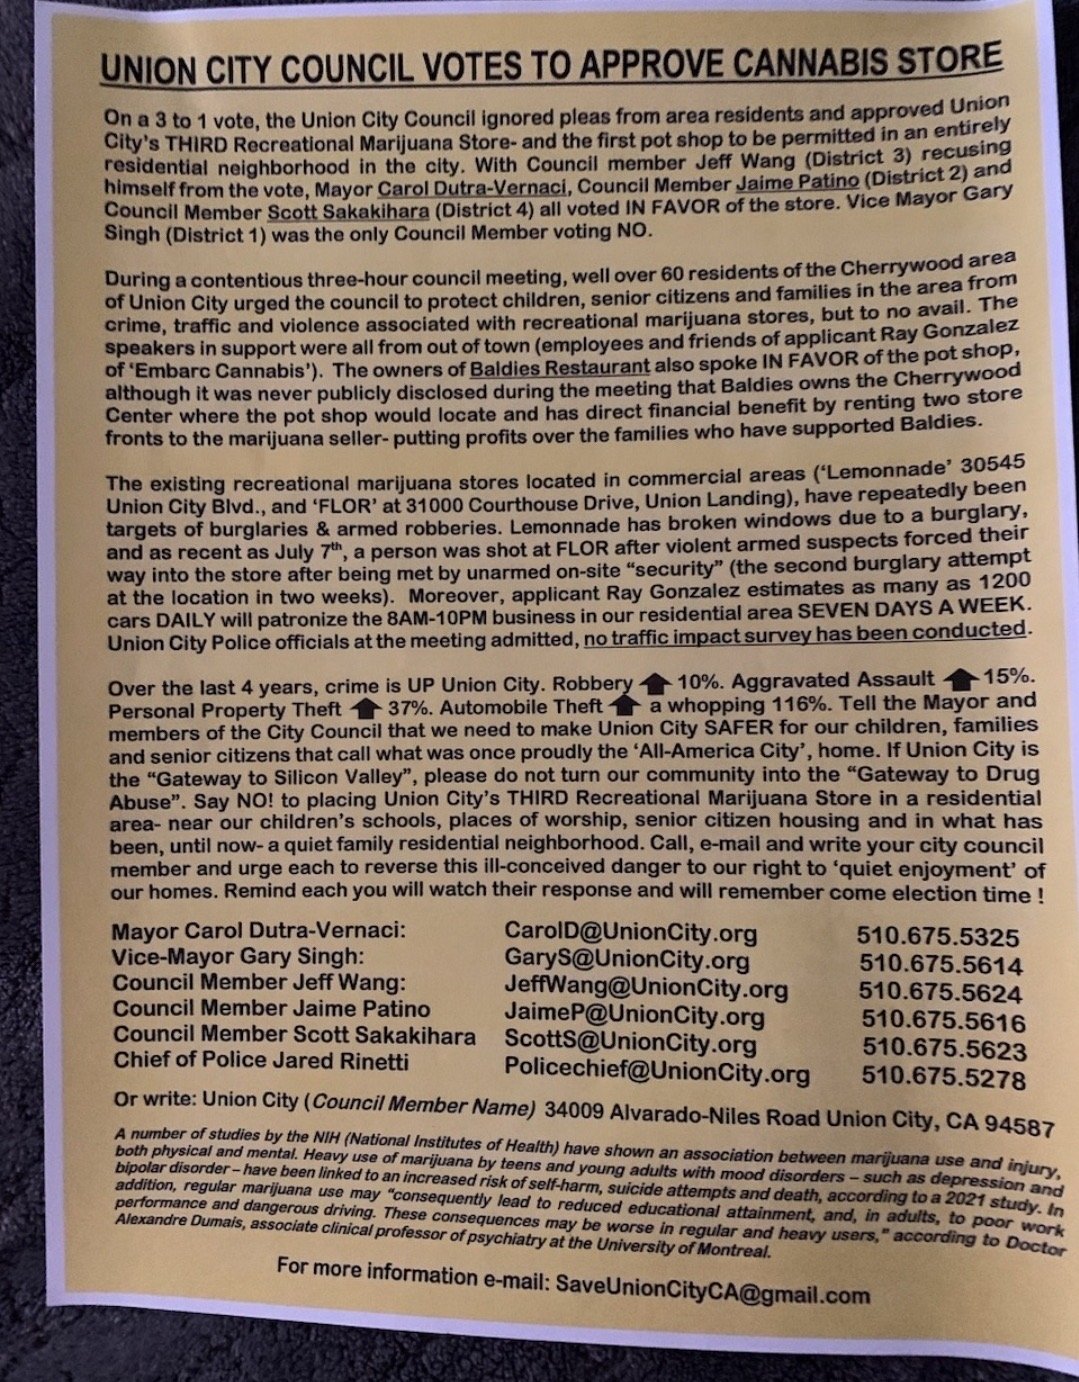 UNION CITY COUNCIL VOTES TO APPROVE CANNABIS STORE
On a 3 to 1 vote, the Union City Council ignored pleas from area residents and approved Union
City's THIRD Recreational Marijuana Store- and the first pot shop to be permitted in an entirely
residential neighborhood in the city. With Council member Jeff Wang (District 3) recusing
himself from the vote, Mayor Carol Dutra-Vernaci, Council Member Jaime Patino (District 2) and
Council Member Scott Sakakihara (District 4) all voted IN FAVOR of the store. Vice Mayor Gary
Singh (District 1) was the only Council Member voting NO.
During a contentious three-hour council meeting, well over 60 residents of the Cherrywood area
of Union City urged the council to protect children, senior citizens and families in the area from
crime, traffic and violence associated with recreational marijuana stores, but to no avail. The
speakers in support were all from out of town (employees and friends of applicant Ray Gonzalez
of 'Embarc Cannabis'). The owners of Baldies Restaurant also spoke IN FAVOR of the pot shop,
although it was never publicly disclosed during the meeting that Baldies owns the Cherrywood
Center where the pot shop would locate and has direct financial benefit by renting two store
fronts to the marijuana seller- putting profits over the families who have supported Baldies.
The existing recreational marijuana stores located in commercial areas ('Lemonnade' 30545
Union City Blvd., and 'FLOR' at 31000 Courthouse Drive, Union Landing), have repeatedly been
targets of burglaries & armed robberies. Lemonnade has broken windows due to a burglary,
and as recent as July 7th, a person was shot at FLOR after violent armed suspects forced their
way into the store after being met by unarmed on-site "security" (the second burglary attempt
at the location in two weeks). Moreover, applicant Ray Gonzalez estimates as many as 1200
cars DAILY will patronize the 8AM-10PM business in our residential area SEVEN DAYS A WEEK.
Union City Police officials at the meeting admitted, no traffic impact survey has been conducted.
Over the last 4 years, crime is UP Union City. Robbery ⬆ 10%. Aggravated Assault ⬆ 15%.
Personal Property Theft ⬆ 37%. Automobile Theft ⬆ a whopping 116%. Tell the Mayor and
members of the City Council that we need to make Union City SAFER for our children, families
and senior citizens that call what was once proudly the 'All-America City', home. If Union City is
the "Gateway to Silicon Valley", please do not turn our community into the "Gateway to Drug
Abuse". Say NO! to placing Union City's THIRD Recreational Marijuana Store in a residential
area- near our children's schools, places of worship, senior citizen housing and in what has
been, until now- a quiet family residential neighborhood. Call, e-mail and write your city council
member and urge each to reverse this ill-conceived danger to our right to 'quiet enjoyment' of
our homes. Remind each you will watch their response and will remember come election time !
Mayor Carol Dutra-Vernaci: CarolD@UnionCity.org 510.675.5325
Vice-Mayor Gary Singh: GaryS@UnionCity.org 510.675.5614
Council Member Jeff Wang: JeffWang@UnionCity.org 510.675.5624
Council Member Jaime Patino JaimeP@UnionCity.org 510.675.5616
Council Member Scott Sakakihara ScottS@UnionCity.org 510.675.5623
Chief of Police Jared Rinetti Policechief@UnionCity.org 510.675.5278
Or write: Union City (Council Member Name) 34009 Alvarado-Niles Road Union City, CA 94587
A number of studies by the NIH (National Institutes of Health) have shown an association between marijuana use and injury,
both physical and mental. Heavy use of marijuana by teens and young adults with mood disorders – such as depression and
bipolar disorder – have been linked to an increased risk of self-harm, suicide attempts and death, according to a 2021 study. In
addition, regular marijuana use may "consequently lead to reduced educational attainment, and, in adults, to poor work
performance and dangerous driving. These consequences may be worse in regular and heavy users," according to Doctor
Alexandre Dumais, associate clinical professor of psychiatry at the University of Montreal.
For more information e-mail: SaveUnionCityCA@gmail.com